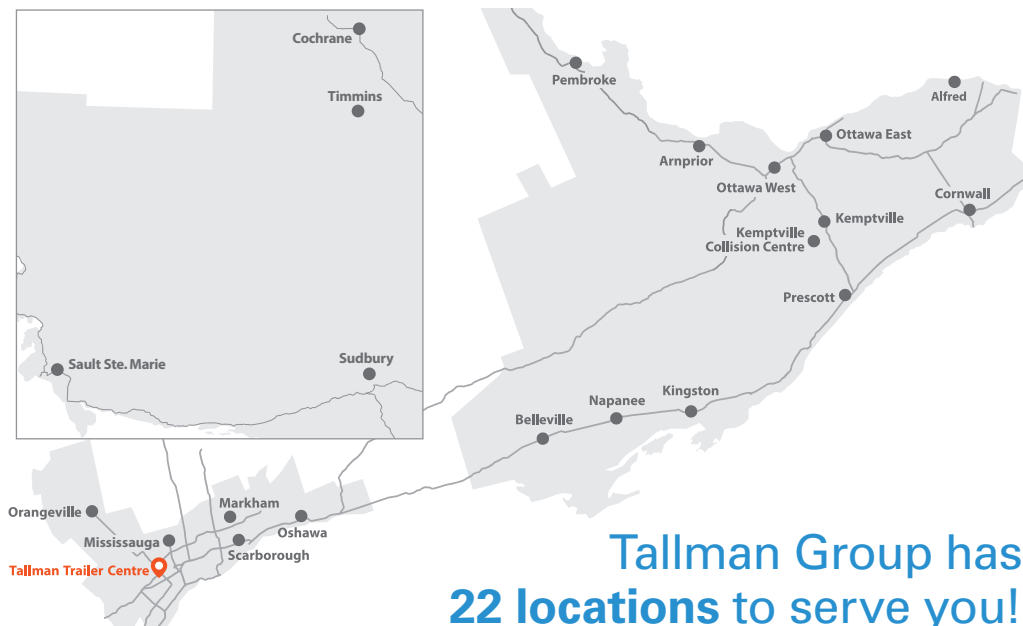 Cochrane
Timmins
Sault Ste. Marie
Sudbury
Pembroke
Alfred
Ottawa East
Arnprior
Ottawa West
Cornwall
Kemptville
Kemptville
Collision Centre
Prescott
Kingston
Napanee
Belleville
Orangeville
Markham
Oshawa
Mississauga
Scarborough
Tallman Trailer Centre
Tallman Group has
22 locations to serve you!